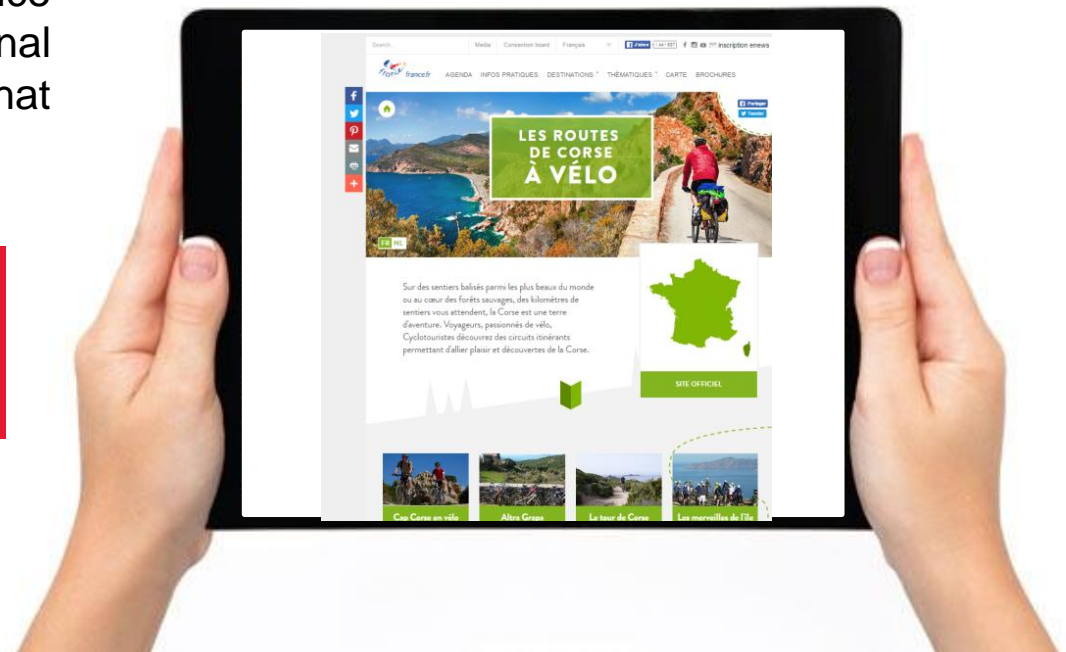 nal
nat
Search...
Media
Convention board
Français
J'aime
inscription enews
france.fr
AGENDA
INFOS PRATIQUES
DESTINATIONS
THÉMATIQUES
CARTE
BROCHURES
Partager
Tweeter
LES ROUTES
DE CORSE
À VÉLO
FR NL
Sur des sentiers balisés parmi les plus beaux du monde
ou au cœur des forêts sauvages, des kilomètres de
sentiers vous attendent, la Corse est une terre
d'aventure. Voyageurs, passionnés de vélo,
Cyclotouristes découvrez des circuits itinérants
permettant d'allier plaisir et découvertes de la Corse.
SITE OFFICIEL
Cap Corse en vélo
Altre Grape
Le tour de Corse
Les merveilles de l'île